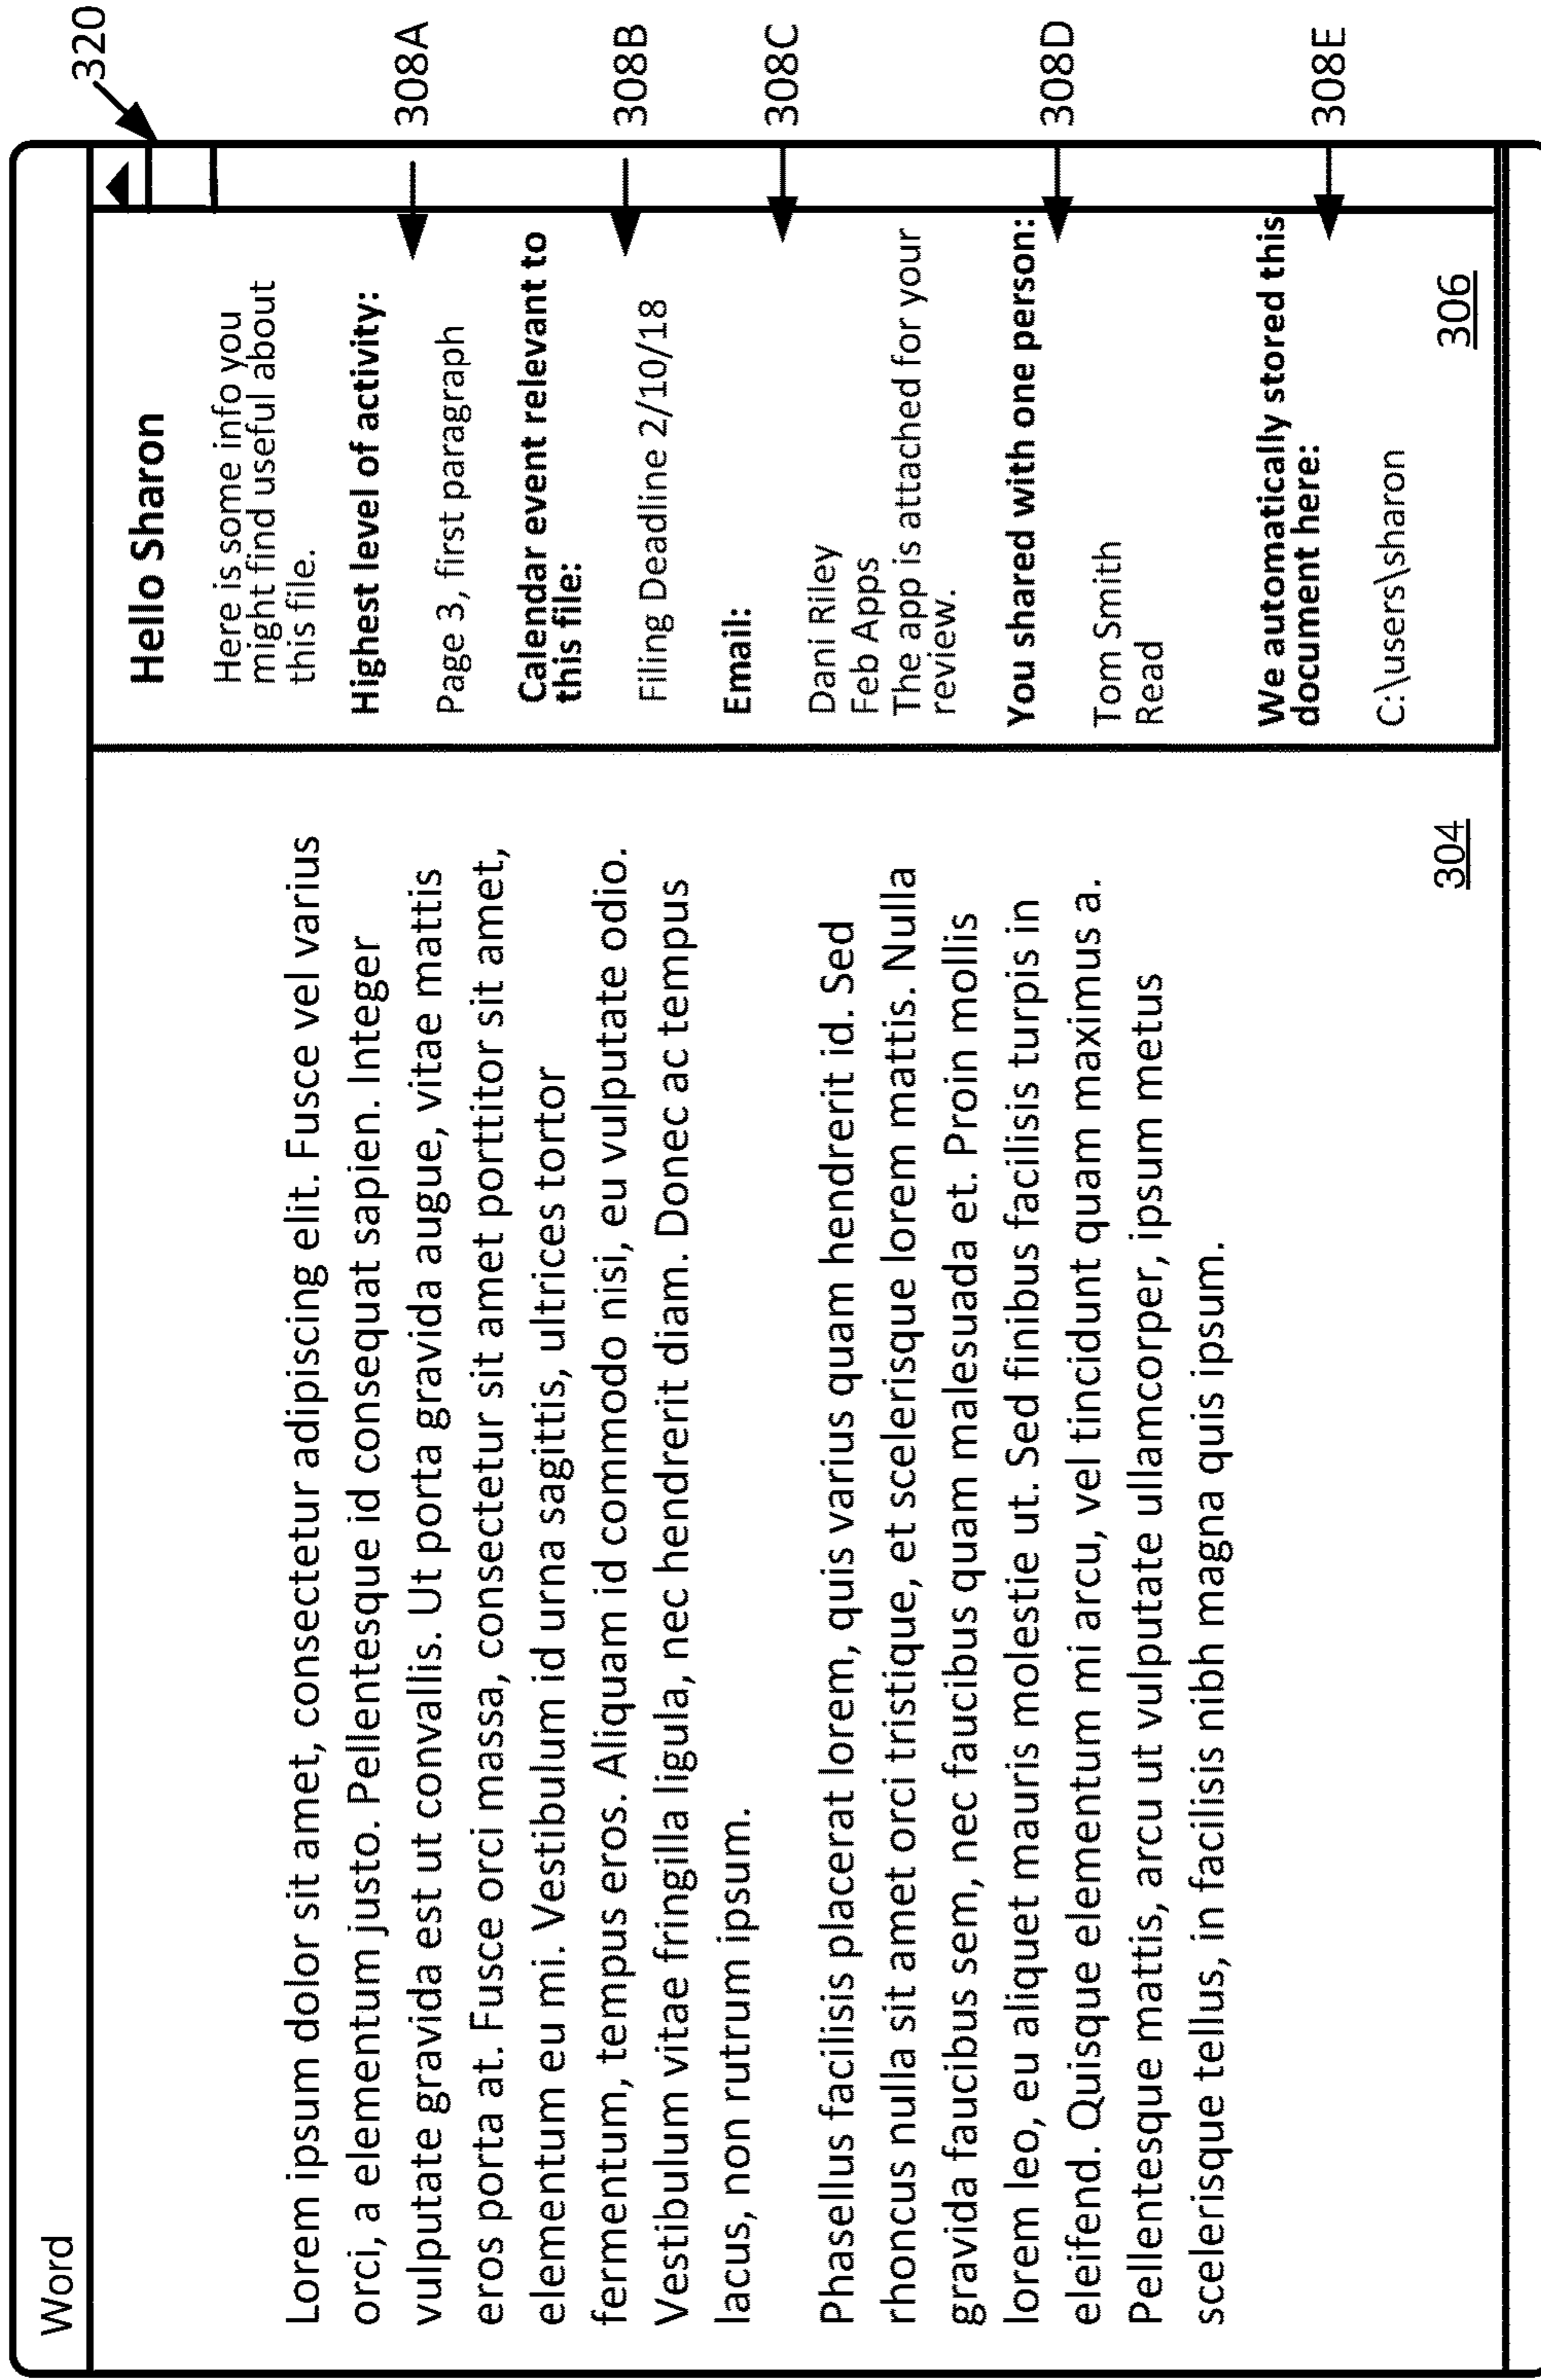 Word
Lorem ipsum dolor sit amet, consectetur adipiscing elit. Fusce vel varius
orci, a elementum justo. Pellentesque id consequat sapien. Integer
vulputate gravida est ut convallis. Ut porta gravida augue, vitae mattis
eros porta at. Fusce orci massa, consectetur sit amet porttitor sit amet,
elementum eu mi. Vestibulum id urna sagittis, ultrices tortor
fermentum, tempus eros. Aliquam id commodo nisi, eu vulputate odio.
Vestibulum vitae fringilla ligula, nec hendrerit diam. Donec ac tempus
lacus, non rutrum ipsum.
Phasellus facilisis placerat lorem, quis varius quam hendrerit id. Sed
rhoncus nulla sit amet orci tristique, et scelerisque lorem mattis. Nulla
gravida faucibus sem, nec faucibus quam malesuada et. Proin mollis
lorem leo, eu aliquet mauris molestie ut. Sed finibus facilisis turpis in
eleifend. Quisque elementum mi arcu, vel tincidunt quam maximus a.
Pellentesque mattis, arcu ut vulputate ullamcorper, ipsum metus
scelerisque tellus, in facilisis nibh magna quis ipsum.
304
Hello Sharon
Here is some info you
might find useful about
this file.
Highest level of activity:
Page 3, first paragraph
Calendar event relevant to
this file:
Filing Deadline 2/10/18
Email:
Dani Riley
Feb Apps
The app is attached for your
review.
You shared with one person:
Tom Smith
Read
We automatically stored this
document here:
C:\users\sharon
306
320
308A
308B
308C
308D
308E